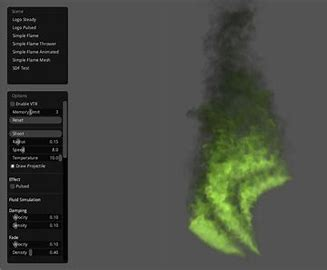 Scene
Logo Steady
Logo Pulsed
Simple Flame
Simple Flame Thrower
Simple Flame Animated
Simple Flame Mesh
SDF Test
Options
Enable VTR
Memory limit 3
Reset
Shoot
Radius 0.15
Speed 8.0
Temperature 10.0
Draw Projectile
Effect
Pulsed
Fluid Simulation
Damping
Velocity 0.10
Density 0.10
Fade
Velocity 0.10
Density 0.40